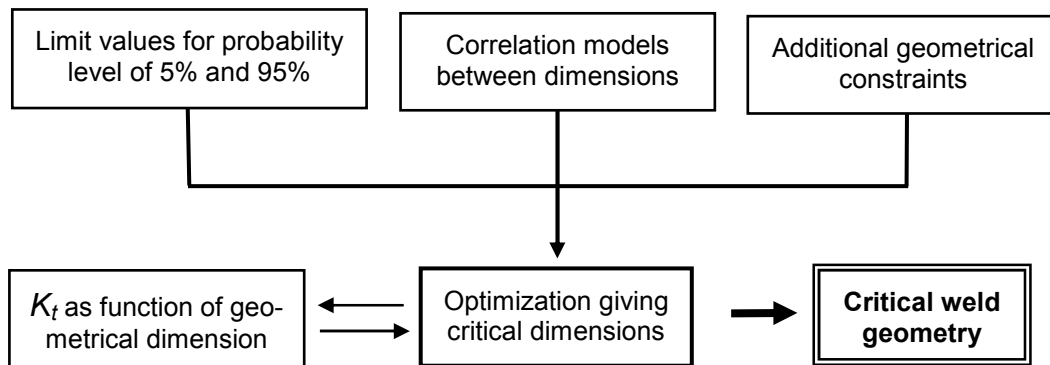 Limit values for probability
level of 5% and 95%
Correlation models
between dimensions
Additional geometrical
constraints
K_t as function of geo-
metrical dimension
Optimization giving
critical dimensions
Critical weld
geometry